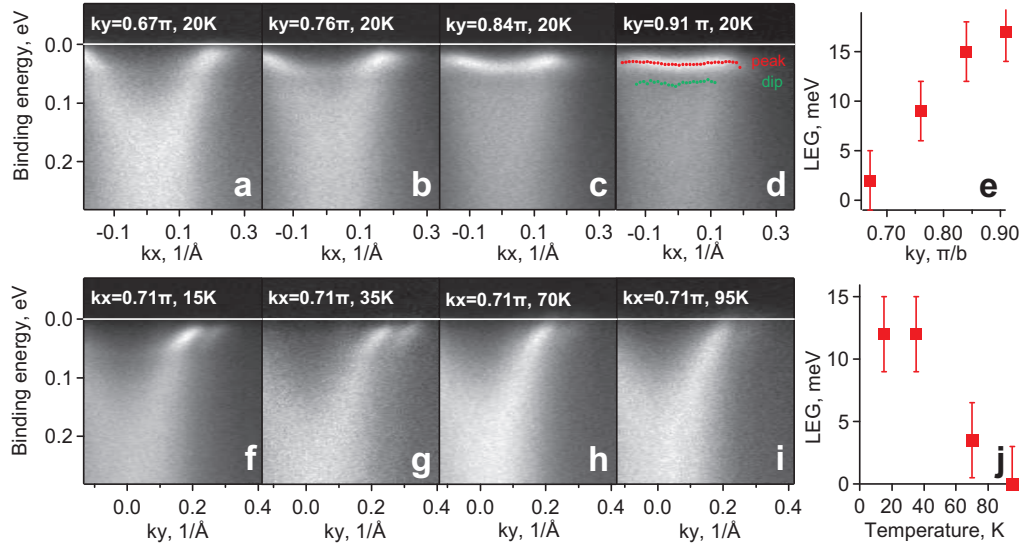 ky=0.67π, 20K
ky=0.76π, 20K
ky=0.84π, 20K
ky=0.91 π, 20K
Binding energy, eV
0.0
0.1
0.2
peak
dip
a
b
c
d
-0.1
0.1
0.3
-0.1
0.1
0.3
-0.1
0.1
0.3
-0.1
0.1
0.3
kx, 1/Å
kx, 1/Å
kx, 1/Å
kx, 1/Å
LEG, meV
15
10
5
0
e
0.70
0.80
0.90
ky, π/b
kx=0.71π, 15K
kx=0.71π, 35K
kx=0.71π, 70K
kx=0.71π, 95K
Binding energy, eV
0.0
0.1
0.2
f
g
h
i
0.0
0.2
0.4
0.0
0.2
0.4
0.0
0.2
0.4
0.0
0.2
0.4
ky, 1/Å
ky, 1/Å
ky, 1/Å
ky, 1/Å
LEG, meV
15
10
5
0
j
0
20
40
60
80
Temperature, K